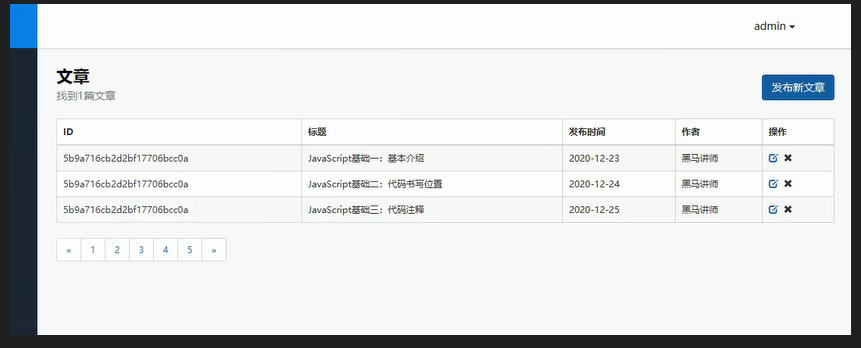 admin
文章
找到1篇文章
发布新文章
ID 标题 发布时间 作者 操作
5b9a716cb2d2bf17706bcc0a JavaScript基础一：基本介绍 2020-12-23 黑马讲师
5b9a716cb2d2bf17706bcc0a JavaScript基础二：代码书写位置 2020-12-24 黑马讲师
5b9a716cb2d2bf17706bcc0a JavaScript基础三：代码注释 2020-12-25 黑马讲师
« 1 2 3 4 5 »